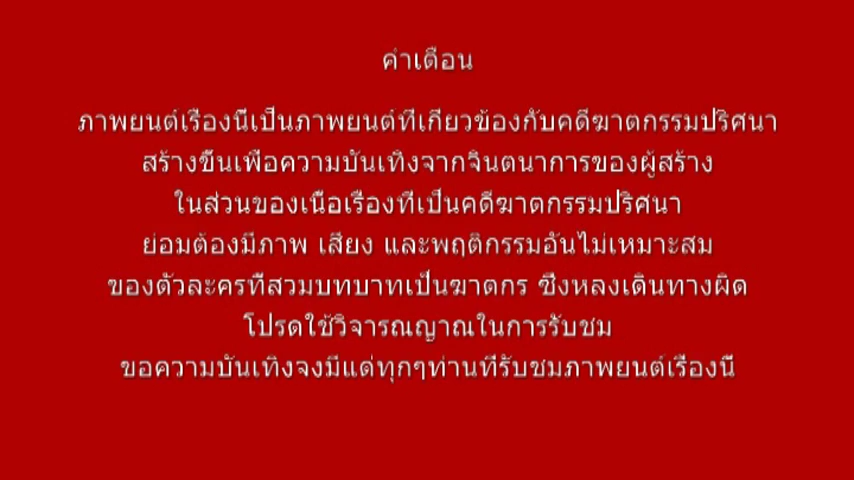 คำเตือน
ภาพยนต์เรื่องนี้เป็นภาพยนต์ที่เกี่ยวข้องกับคดีฆาตกรรมปริศนา
สร้างขึ้นเพื่อความบันเทิงจากจินตนาการของผู้สร้าง
ในส่วนของเนื้อเรื่องที่เป็นคดีฆาตกรรมปริศนา
ย่อมต้องมีภาพ เสียง และพฤติกรรมอันไม่เหมาะสม
ของตัวละครที่สวมบทบาทเป็นฆาตกร ซึ่งหลงเดินทางผิด
โปรดใช้วิจารณญาณในการรับชม
ขอความบันเทิงจงมีแด่ทุกๆท่านที่รับชมภาพยนต์เรื่องนี้